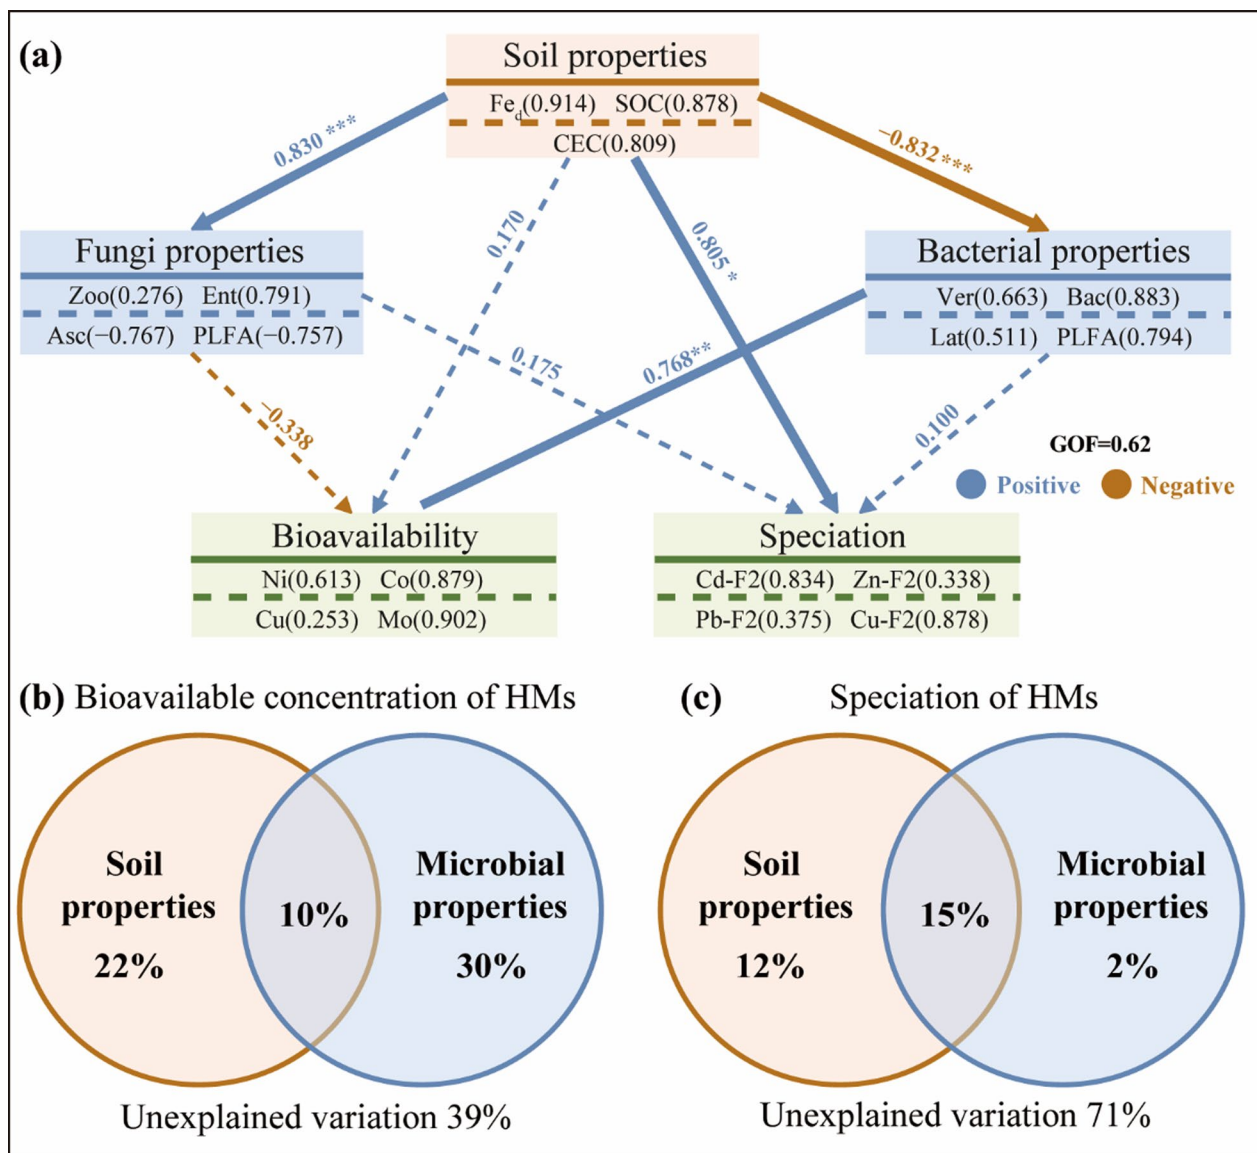 (a)
Soil properties
Fed(0.914) SOC(0.878)
CEC(0.809)
0.830 ***
−0.832***
0.170
0.805 *
Fungi properties
Zoo(0.276) Ent(0.791)
Asc(−0.767) PLFA(−0.757)
Bacterial properties
Ver(0.663) Bac(0.883)
Lat(0.511) PLFA(0.794)
0.175
0.768**
−0.338
0.100
GOF=0.62
Positive Negative
Bioavailability
Ni(0.613) Co(0.879)
Cu(0.253) Mo(0.902)
Speciation
Cd-F2(0.834) Zn-F2(0.338)
Pb-F2(0.375) Cu-F2(0.878)
(b) Bioavailable concentration of HMs
Soil
properties
22%
10%
Microbial
properties
30%
Unexplained variation 39%
(c) Speciation of HMs
Soil
properties
12%
15%
Microbial
properties
2%
Unexplained variation 71%